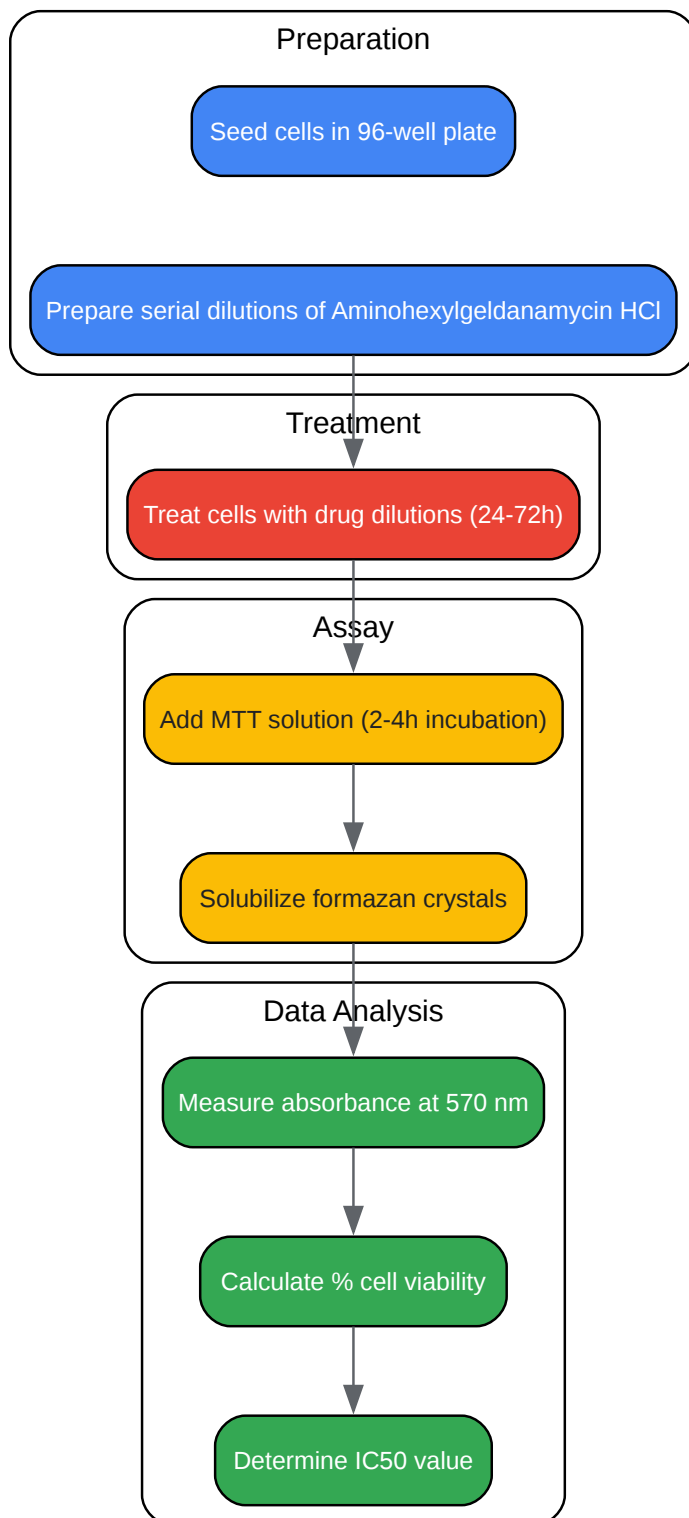 Preparation
Seed cells in 96-well plate
Prepare serial dilutions of Aminohexylgeldanamycin HCl
Treatment
Treat cells with drug dilutions (24-72h)
Assay
Add MTT solution (2-4h incubation)
Solubilize formazan crystals
Data Analysis
Measure absorbance at 570 nm
Calculate % cell viability
Determine IC50 value